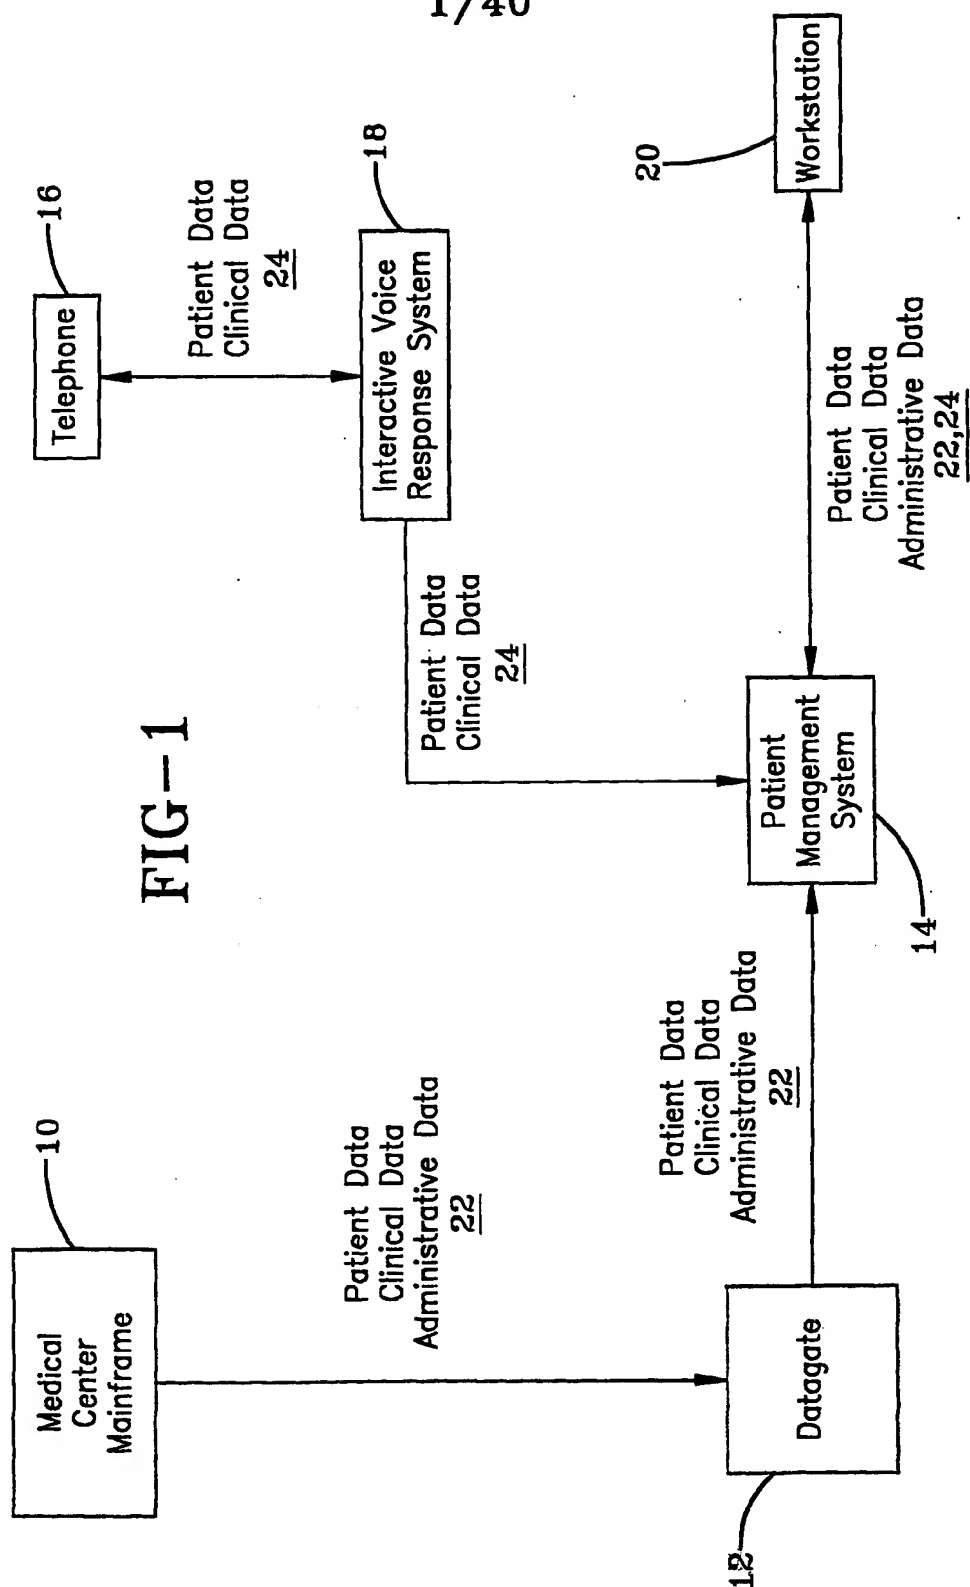 1/40
FIG-1
16
Telephone
Patient Data
Clinical Data
24
18
Interactive Voice
Response System
Patient Data
Clinical Data
24
10
Medical
Center
Mainframe
Patient Data
Clinical Data
Administrative Data
22
12
Datagate
Patient Data
Clinical Data
Administrative Data
22
14
Patient
Management
System
Patient Data
Clinical Data
Administrative Data
22,24
20
Workstation